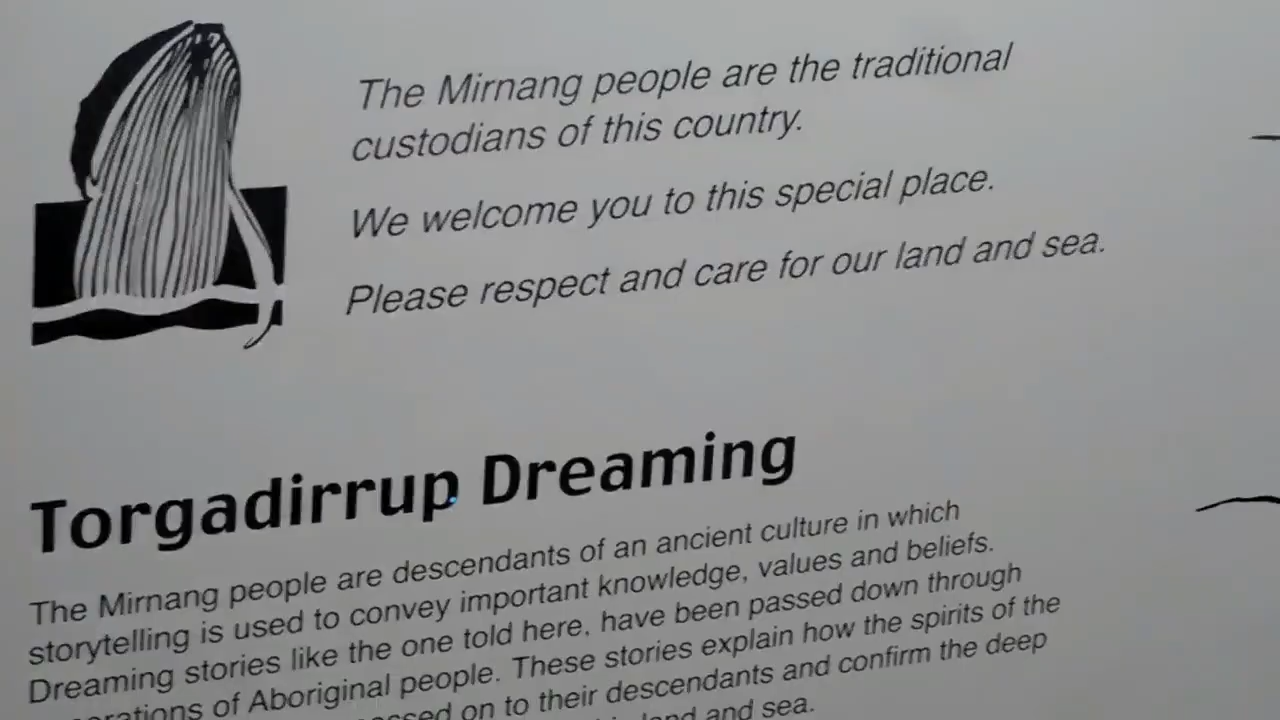 The Mirnang people are the traditional
custodians of this country.
We welcome you to this special place.
Please respect and care for our land and sea.
Torgadirrup Dreaming
The Mirnang people are descendants of an ancient culture in which
storytelling is used to convey important knowledge, values and beliefs.
Dreaming stories like the one told here, have been passed down through
of Aboriginal people. These stories explain how the spirits of the
on to their descendants and confirm the deep
land and sea.